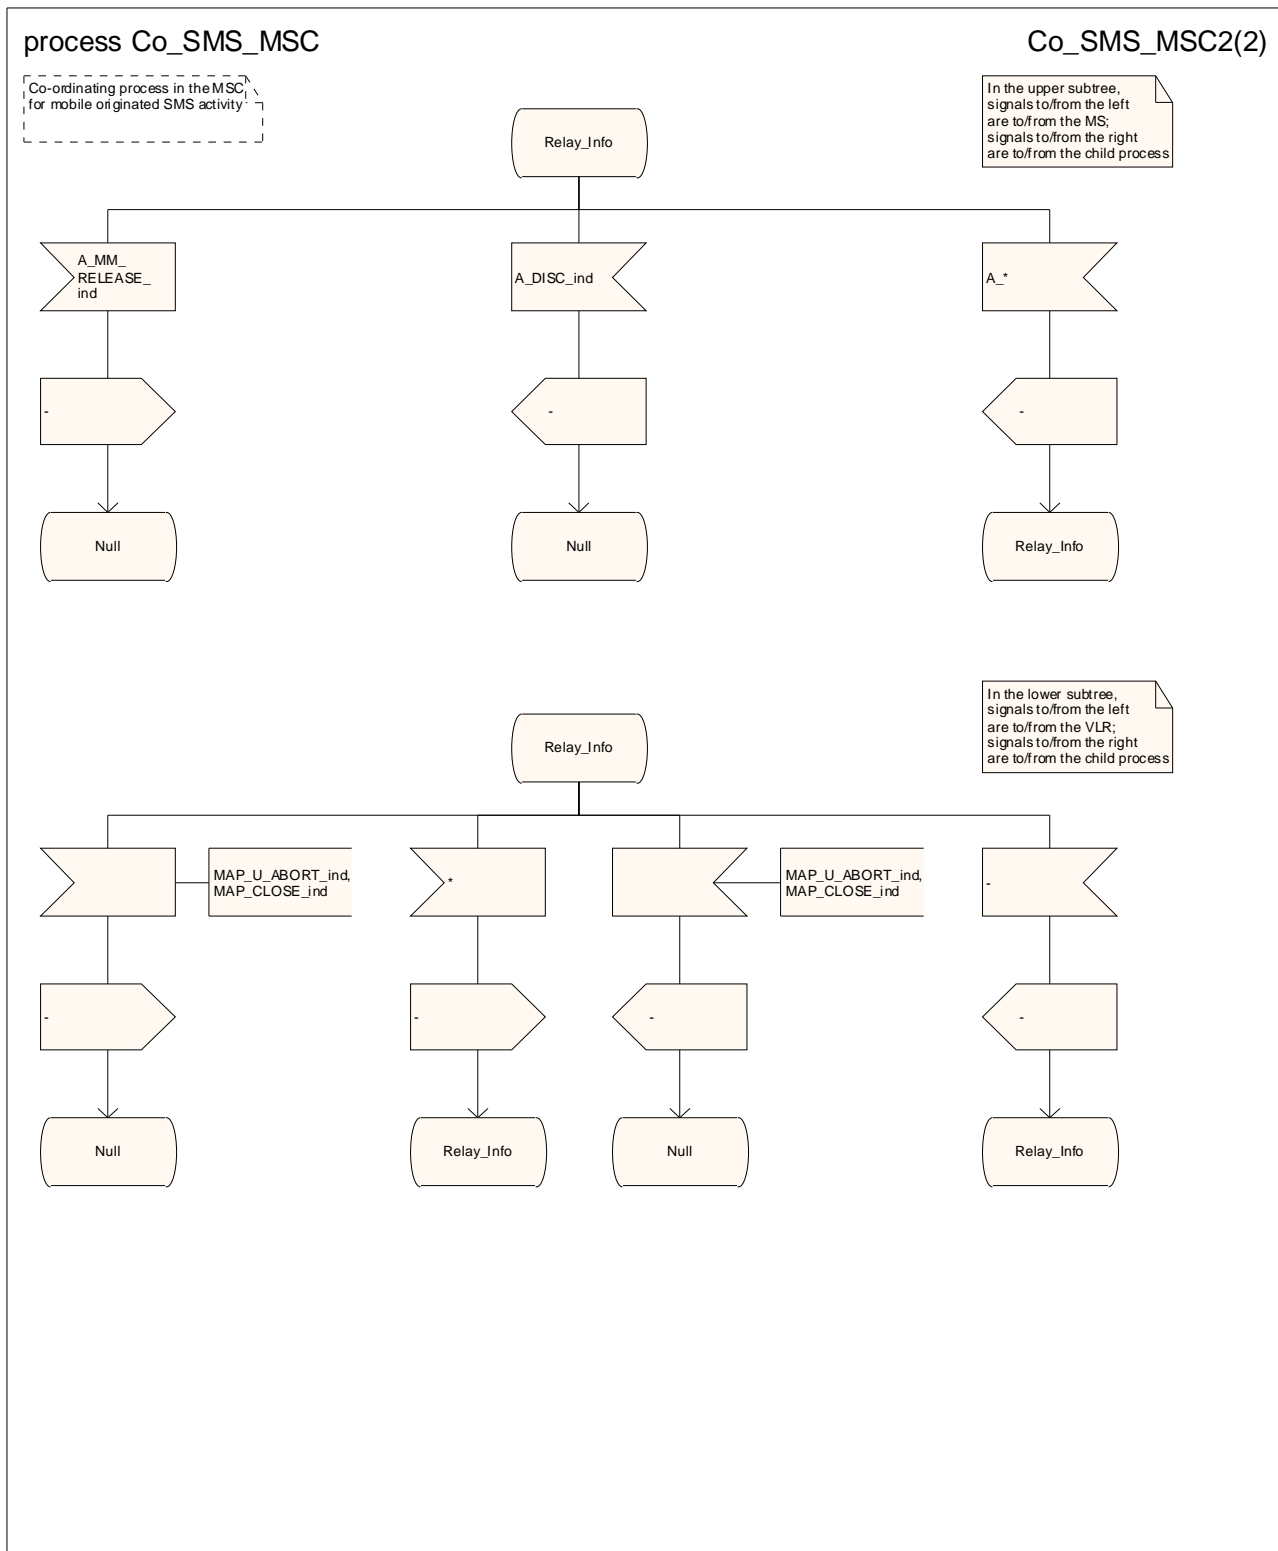 process Co_SMS_MSC
Co_SMS_MSC2(2)
Co-ordinating process in the MSC
for mobile originated SMS activity
In the upper subtree,
signals to/from the left
are to/from the MS;
signals to/from the right
are to/from the child process
Relay_Info
A_MM_
RELEASE_
ind
A_DISC_ind
A_*
-
-
-
Null
Null
Relay_Info
In the lower subtree,
signals to/from the left
are to/from the VLR;
signals to/from the right
are to/from the child process
Relay_Info
MAP_U_ABORT_ind,
MAP_CLOSE_ind
*
MAP_U_ABORT_ind,
MAP_CLOSE_ind
-
-
-
-
-
Null
Relay_Info
Null
Relay_Info